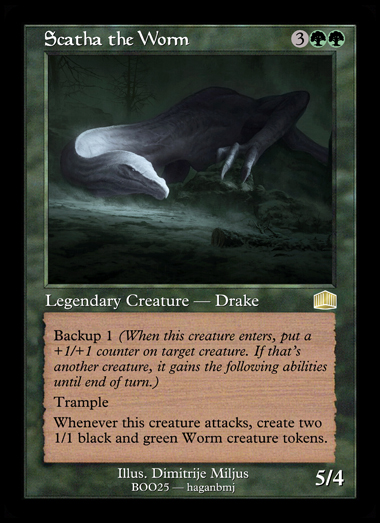 Scatha the Worm 3
Legendary Creature — Drake
Backup 1 (When this creature enters, put a
+1/+1 counter on target creature. If that's
another creature, it gains the following abilities
until end of turn.)
Trample
Whenever this creature attacks, create two
1/1 black and green Worm creature tokens.
Illus. Dimitrije Miljus
BOO25 — haganbmj
5/4